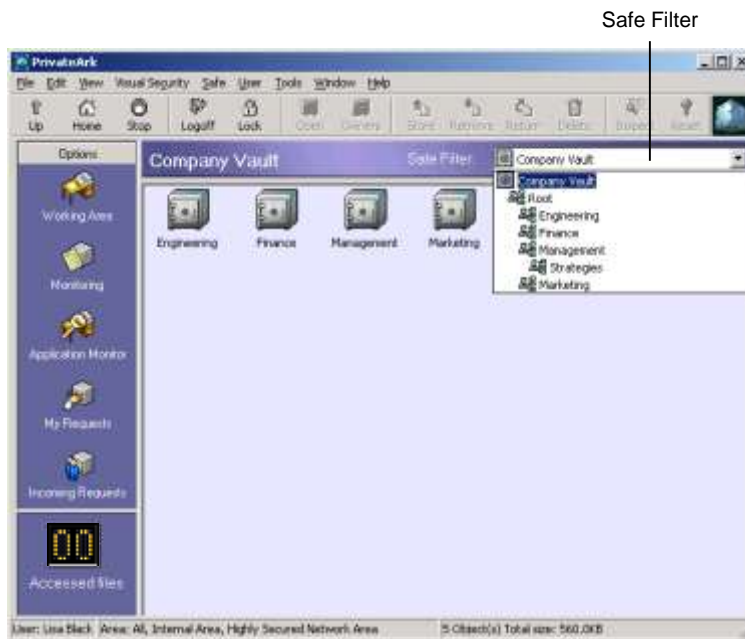 Safe Filter
PrivateArk
File Edit View Visual Security Safe User Tools Window Help
Up Home Stop Logoff Lock Open Owners Store Retrieve Return Delete Inspect Reset
Options
Company Vault Safe Filter Company Vault
Company Vault
Root
Engineering
Finance
Management
Strategies
Marketing
Engineering Finance Management Marketing
Working Area
Monitoring
Application Monitor
My Requests
Incoming Requests
00
Accessed files
User: Lisa Black Area: All, Internal Area, Highly Secured Network Area 5 Object(s) Total size: 560.0KB